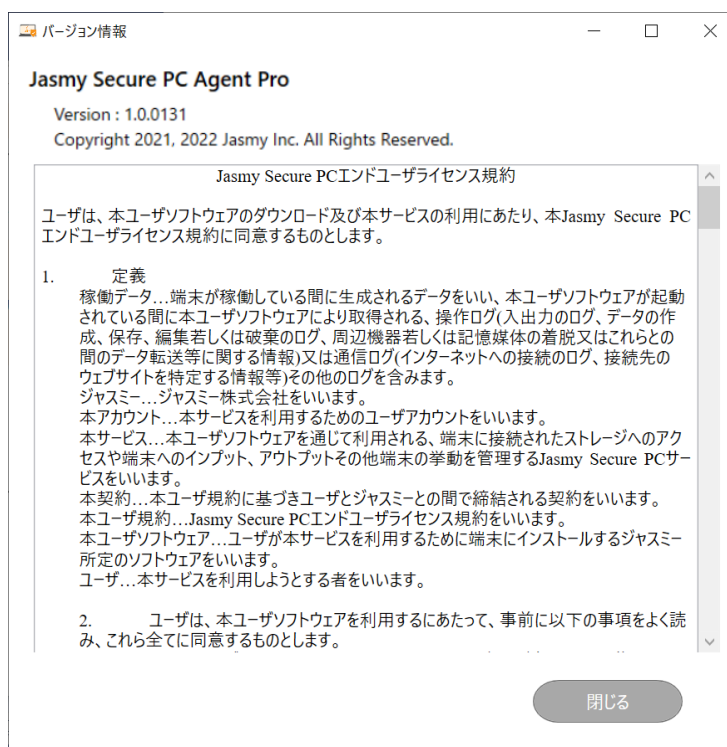 バージョン情報
Jasmy Secure PC Agent Pro
Version : 1.0.0131
Copyright 2021, 2022 Jasmy Inc. All Rights Reserved.
Jasmy Secure PCエンドユーザライセンス規約
ユーザは、本ユーザソフトウェアのダウンロード及び本サービスの利用にあたり、本Jasmy Secure PC
エンドユーザライセンス規約に同意するものとします。
1. 定義
稼働データ…端末が稼働している間に生成されるデータをいい、本ユーザソフトウェアが起動
されている間に本ユーザソフトウェアにより取得される、操作ログ(入出力のログ、データの作
成、保存、編集若しくは破棄のログ、周辺機器若しくは記憶媒体の着脱又はこれらとの
間のデータ転送等に関する情報)又は通信ログ(インターネットへの接続のログ、接続先の
ウェブサイトを特定する情報等)その他のログを含みます。
ジャスミー…ジャスミー株式会社をいいます。
本アカウント…本サービスを利用するためのユーザアカウントをいいます。
本サービス…本ユーザソフトウェアを通じて利用される、端末に接続されたストレージへのアク
セスや端末へのインプット、アウトプットその他端末の挙動を管理するJasmy Secure PCサー
ビスをいいます。
本契約…本ユーザ規約に基づきユーザとジャスミーとの間で締結される契約をいいます。
本ユーザ規約…Jasmy Secure PCエンドユーザライセンス規約をいいます。
本ユーザソフトウェア…ユーザが本サービスを利用するために端末にインストールするジャスミー
所定のソフトウェアをいいます。
ユーザ…本サービスを利用しようとする者をいいます。
2. ユーザは、本ユーザソフトウェアを利用するにあたって、事前に以下の事項をよく読
み、これら全てに同意するものとします。
閉じる